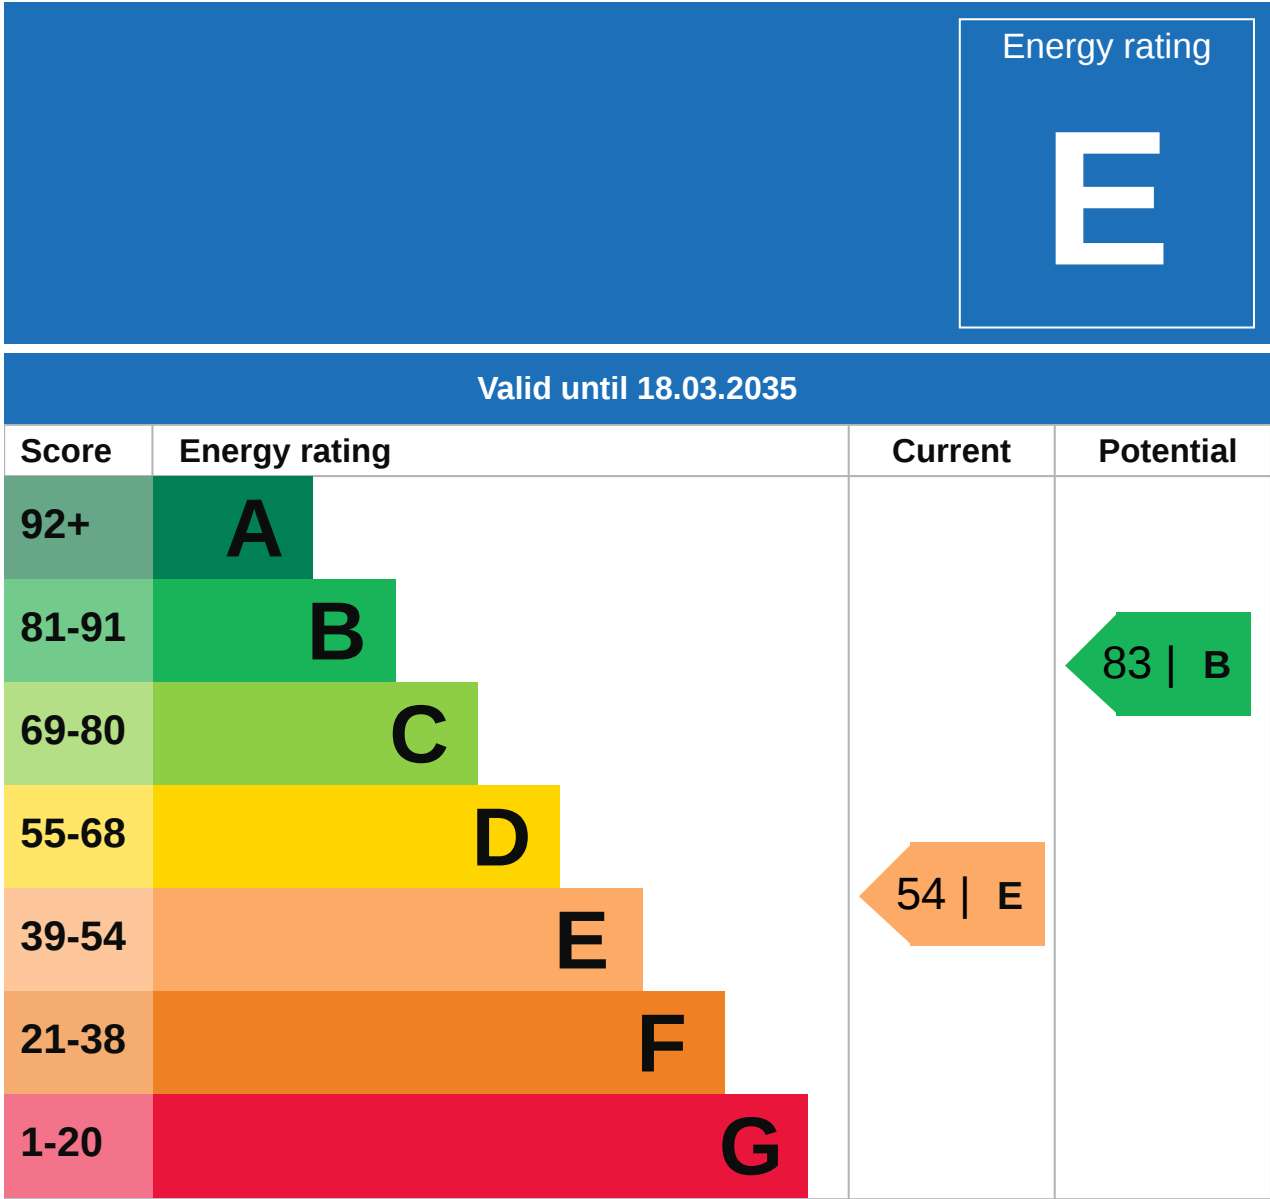 Energy rating
E
Valid until 18.03.2035
Score Energy rating Current Potential
92+ A
81-91 B
83 | B
69-80 C
55-68 D
54 | E
39-54 E
21-38 F
1-20 G